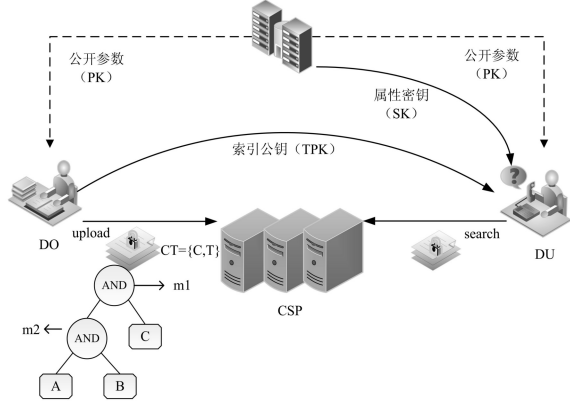 公开参数
（PK）
公开参数
（PK）
属性密钥
（SK）
索引公钥（TPK）
?
DO
upload
CT={C,T}
CSP
search
DU
AND
m1
m2
AND
C
A
B